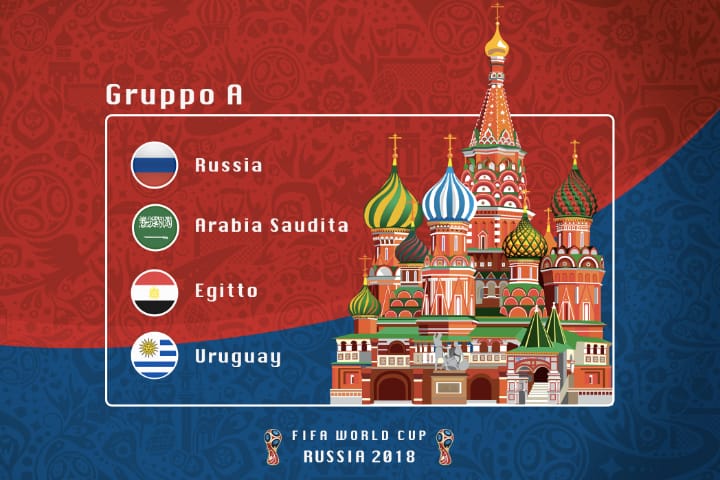 Gruppo A
Russia
Arabia Saudita
Egitto
Uruguay
FIFA WORLD CUP
RUSSIA 2018